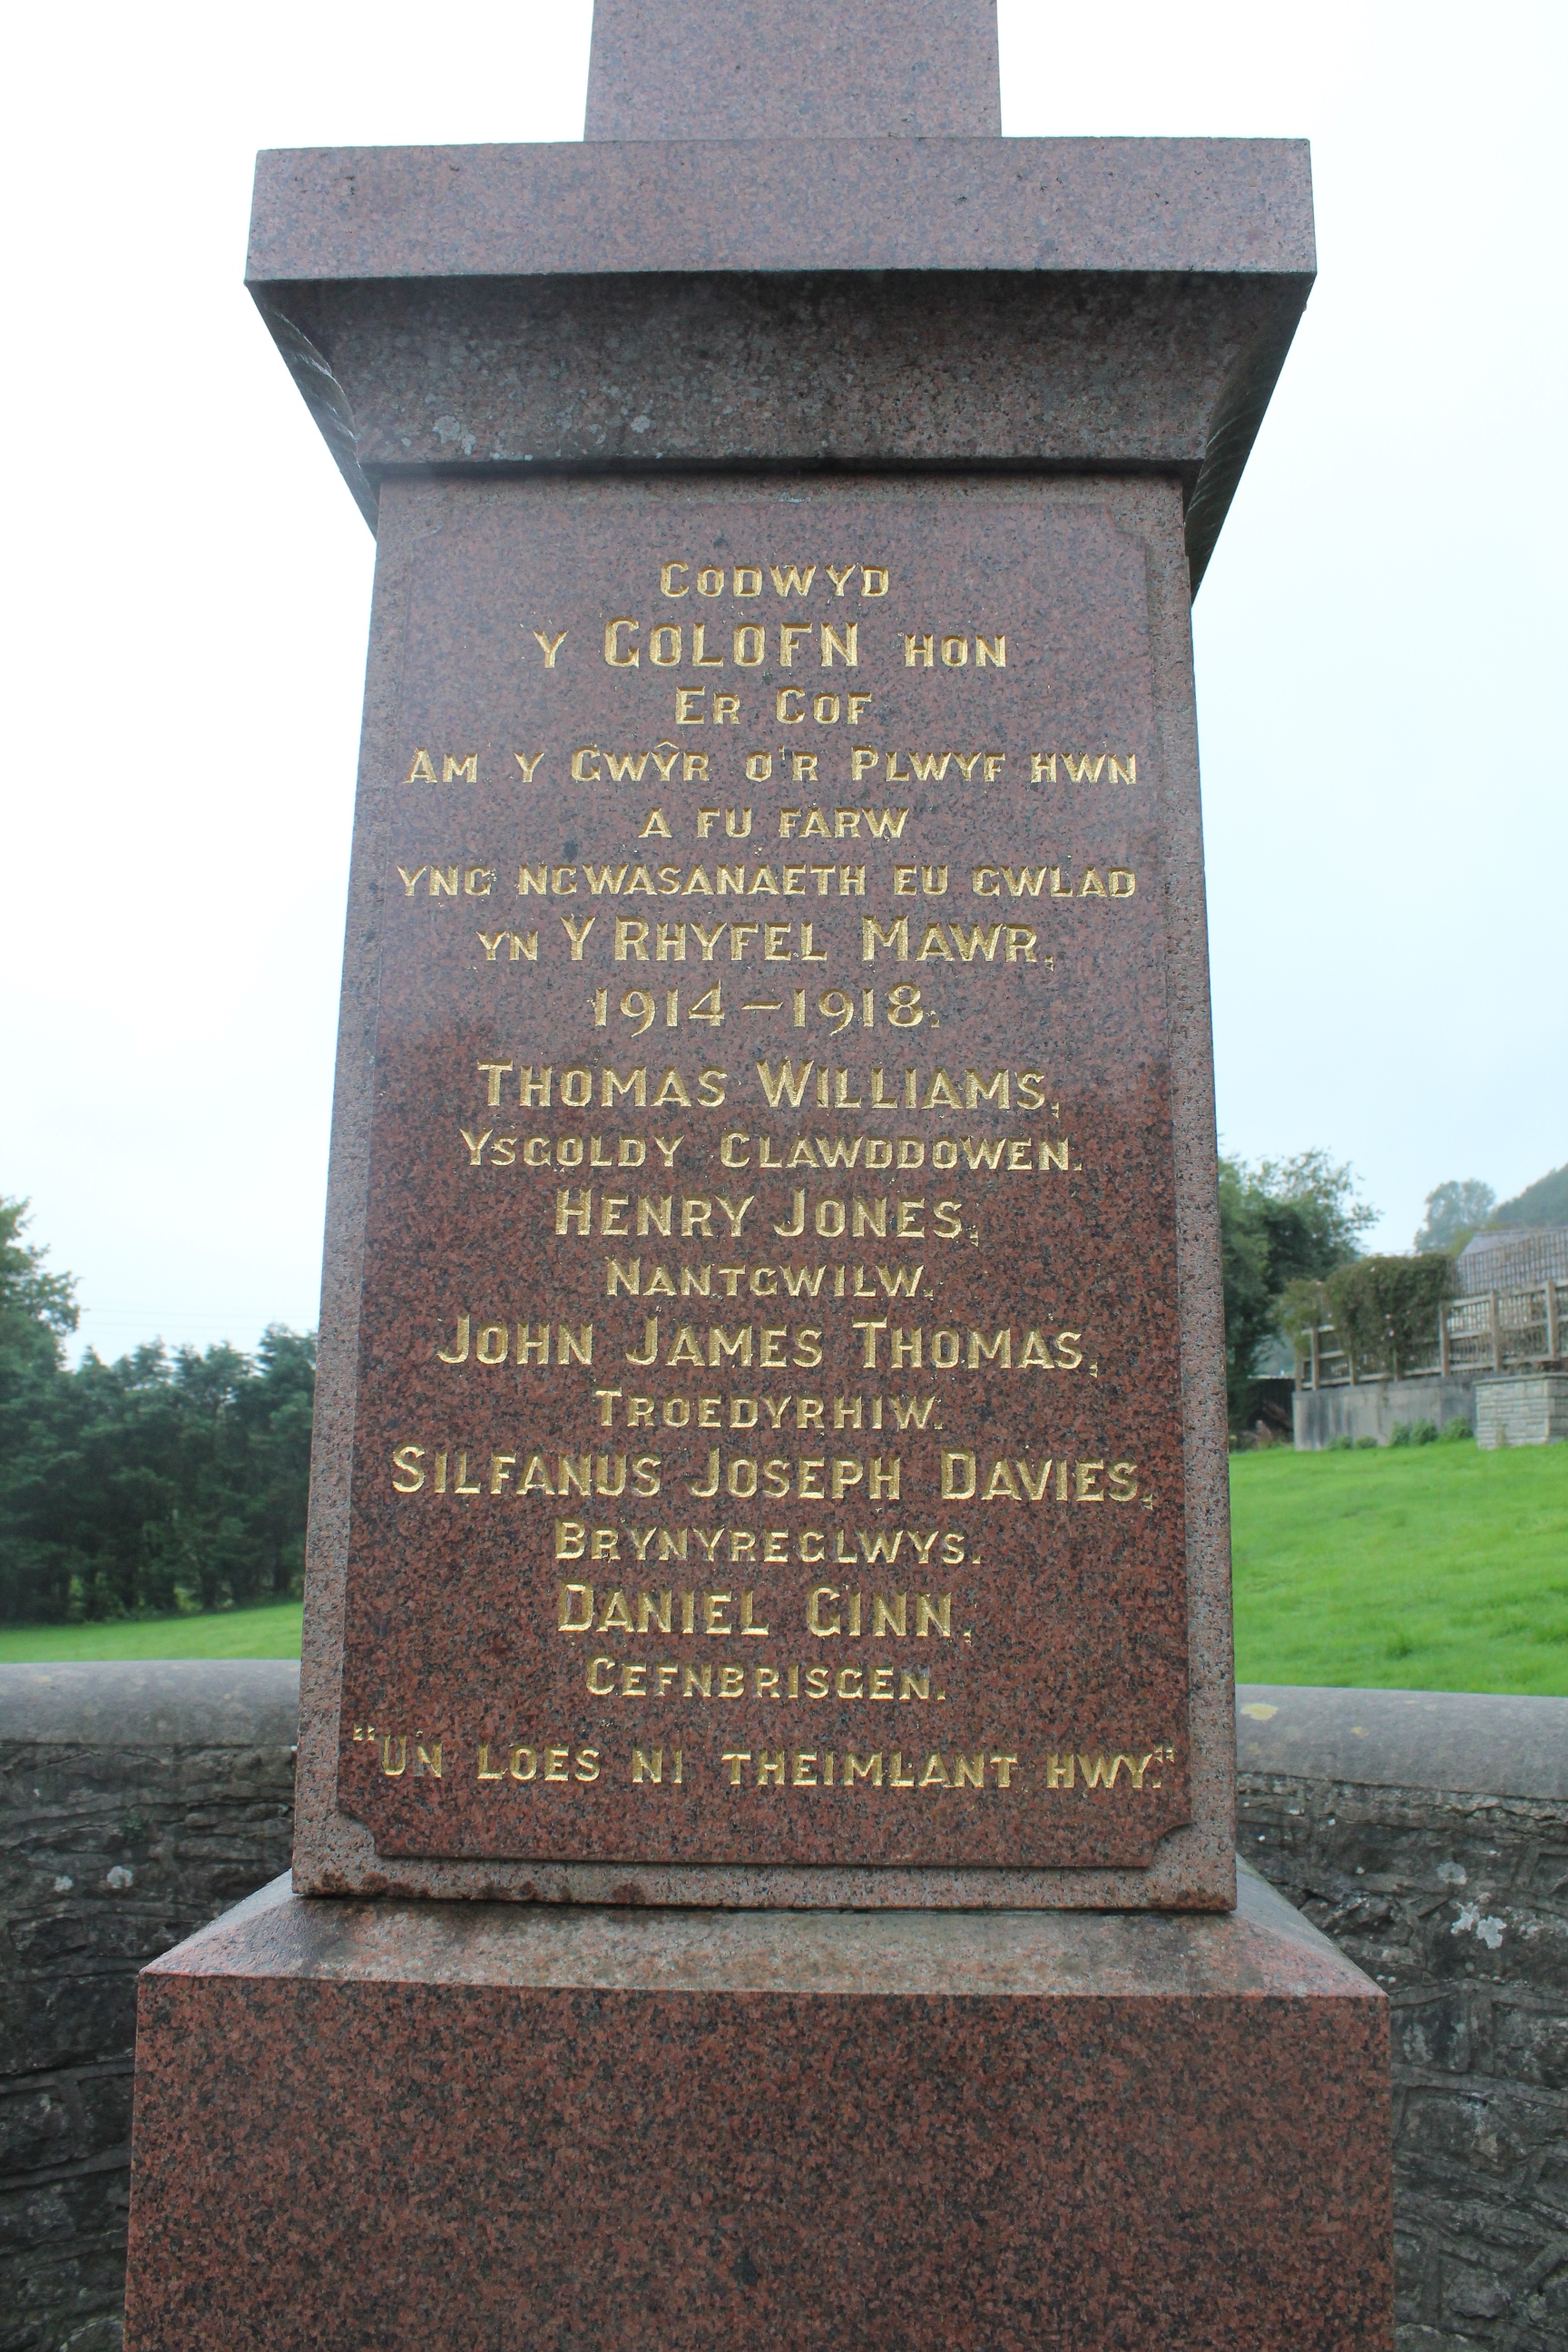 CODWYD
Y GOLOFN HON
ER COF
AM Y GWŶR O'R PLWYF HWN
A FU FARW
YNG NGWASANAETH EU GWLAD
YN Y RHYFEL MAWR,
1914-1918.
THOMAS WILLIAMS,
YSGOLDY CLAWDDOWEN.
HENRY JONES,
NANTGWILW.
JOHN JAMES THOMAS,
TROEDYRHIW.
SILFANUS JOSEPH DAVIES,
BRYNYREGLWYS.
DANIEL GINN,
CEFNBRISGEN.
"UN LOES NI THEIMLANT HWY."